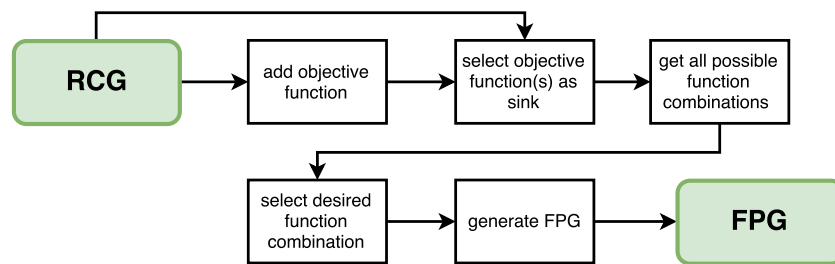 RCG
add objective
function
select objective
function(s) as
sink
get all possible
function
combinations
select desired
function
combination
generate FPG
FPG